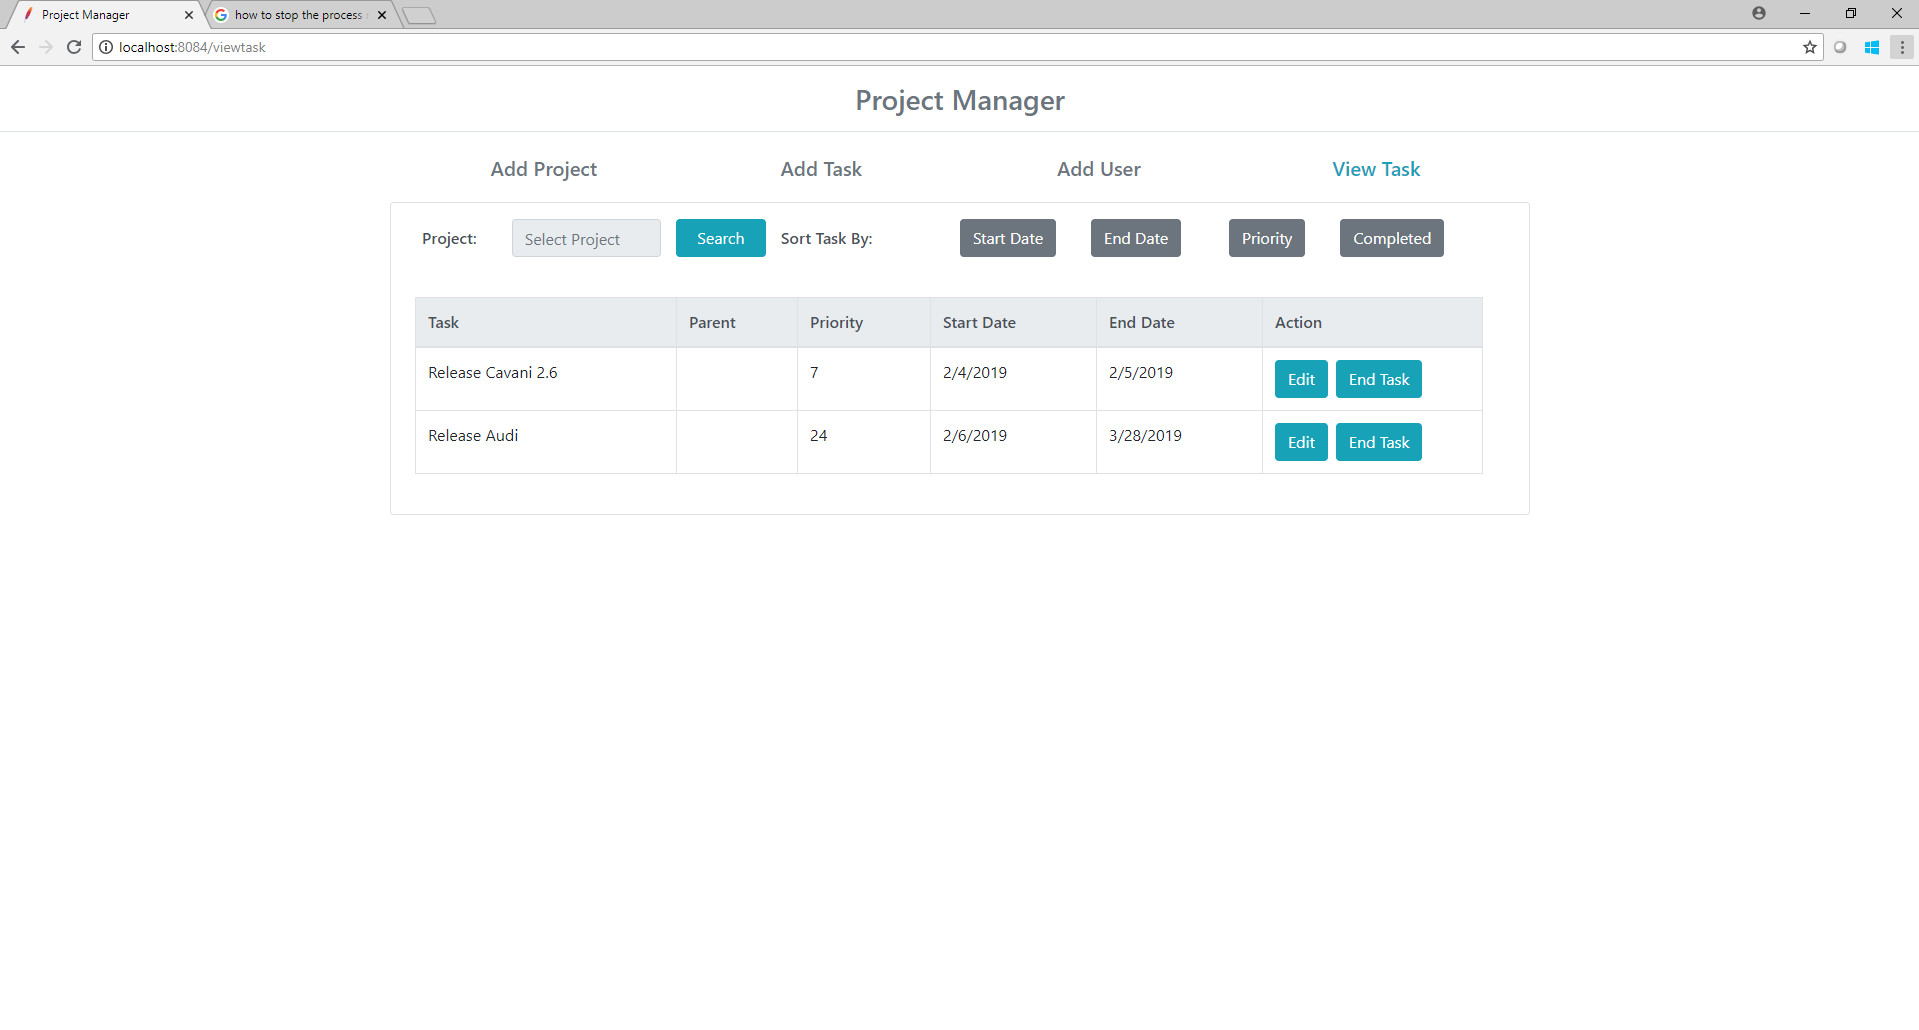 Project Manager
how to stop the process
localhost:8084/viewtask
Project Manager
Add Project Add Task Add User View Task
Project: Select Project Search Sort Task By: Start Date End Date Priority Completed
Task Parent Priority Start Date End Date Action
Release Cavani 2.6 7 2/4/2019 2/5/2019 Edit End Task
Release Audi 24 2/6/2019 3/28/2019 Edit End Task